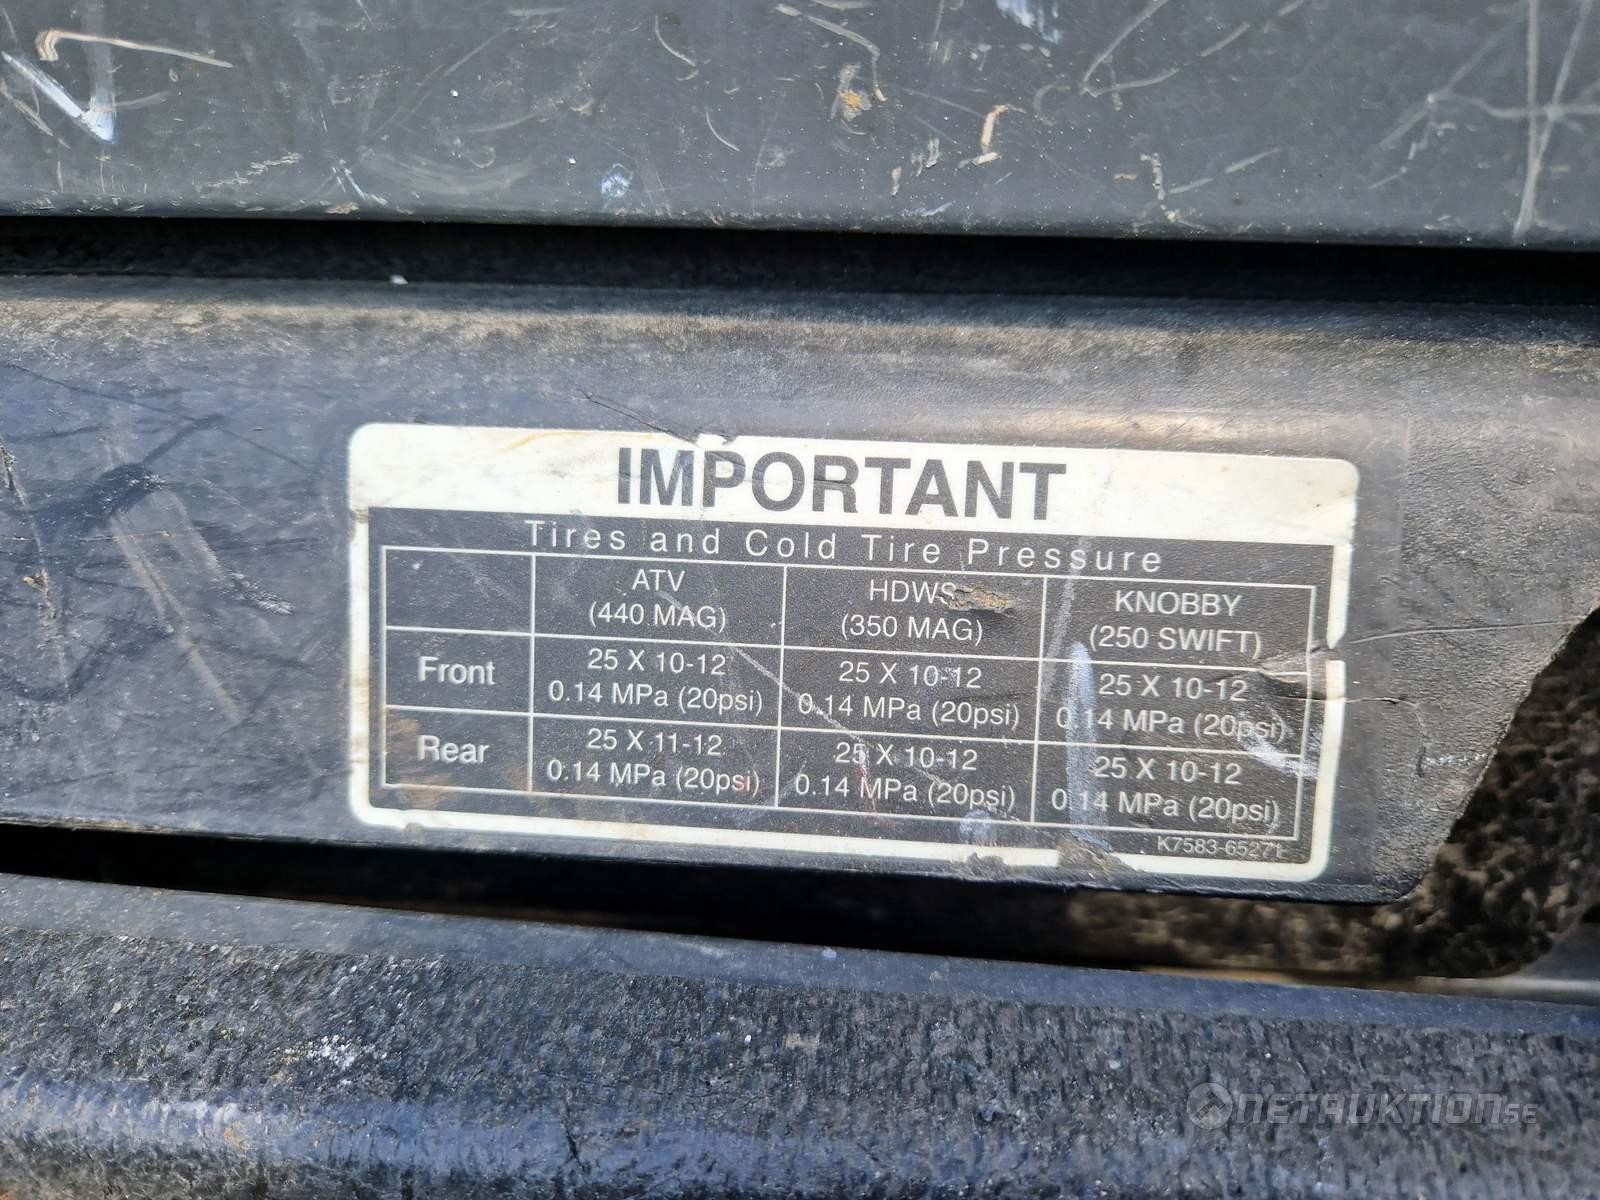 IMPORTANT
Tires and Cold Tire Pressure
ATV
(440 MAG)
HDWS
(350 MAG)
KNOBBY
(250 SWIFT)
Front
25 X 10-12
0.14 MPa (20psi)
25 X 10-12
0.14 MPa (20psi)
25 X 10-12
0.14 MPa (20psi)
Rear
25 X 11-12
0.14 MPa (20psi)
25 X 10-12
0.14 MPa (20psi)
25 X 10-12
0.14 MPa (20psi)
K7583-65271
NETAUKTION.SE